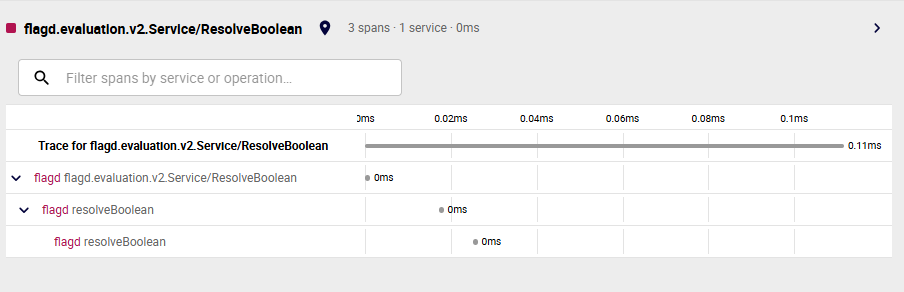 flagd.evaluation.v2.Service/ResolveBoolean 3 spans · 1 service · 0ms
Filter spans by service or operation...
0ms 0.02ms 0.04ms 0.06ms 0.08ms 0.1ms
Trace for flagd.evaluation.v2.Service/ResolveBoolean 0.11ms
flagd flagd.evaluation.v2.Service/ResolveBoolean 0ms
flagd resolveBoolean 0ms
flagd resolveBoolean 0ms